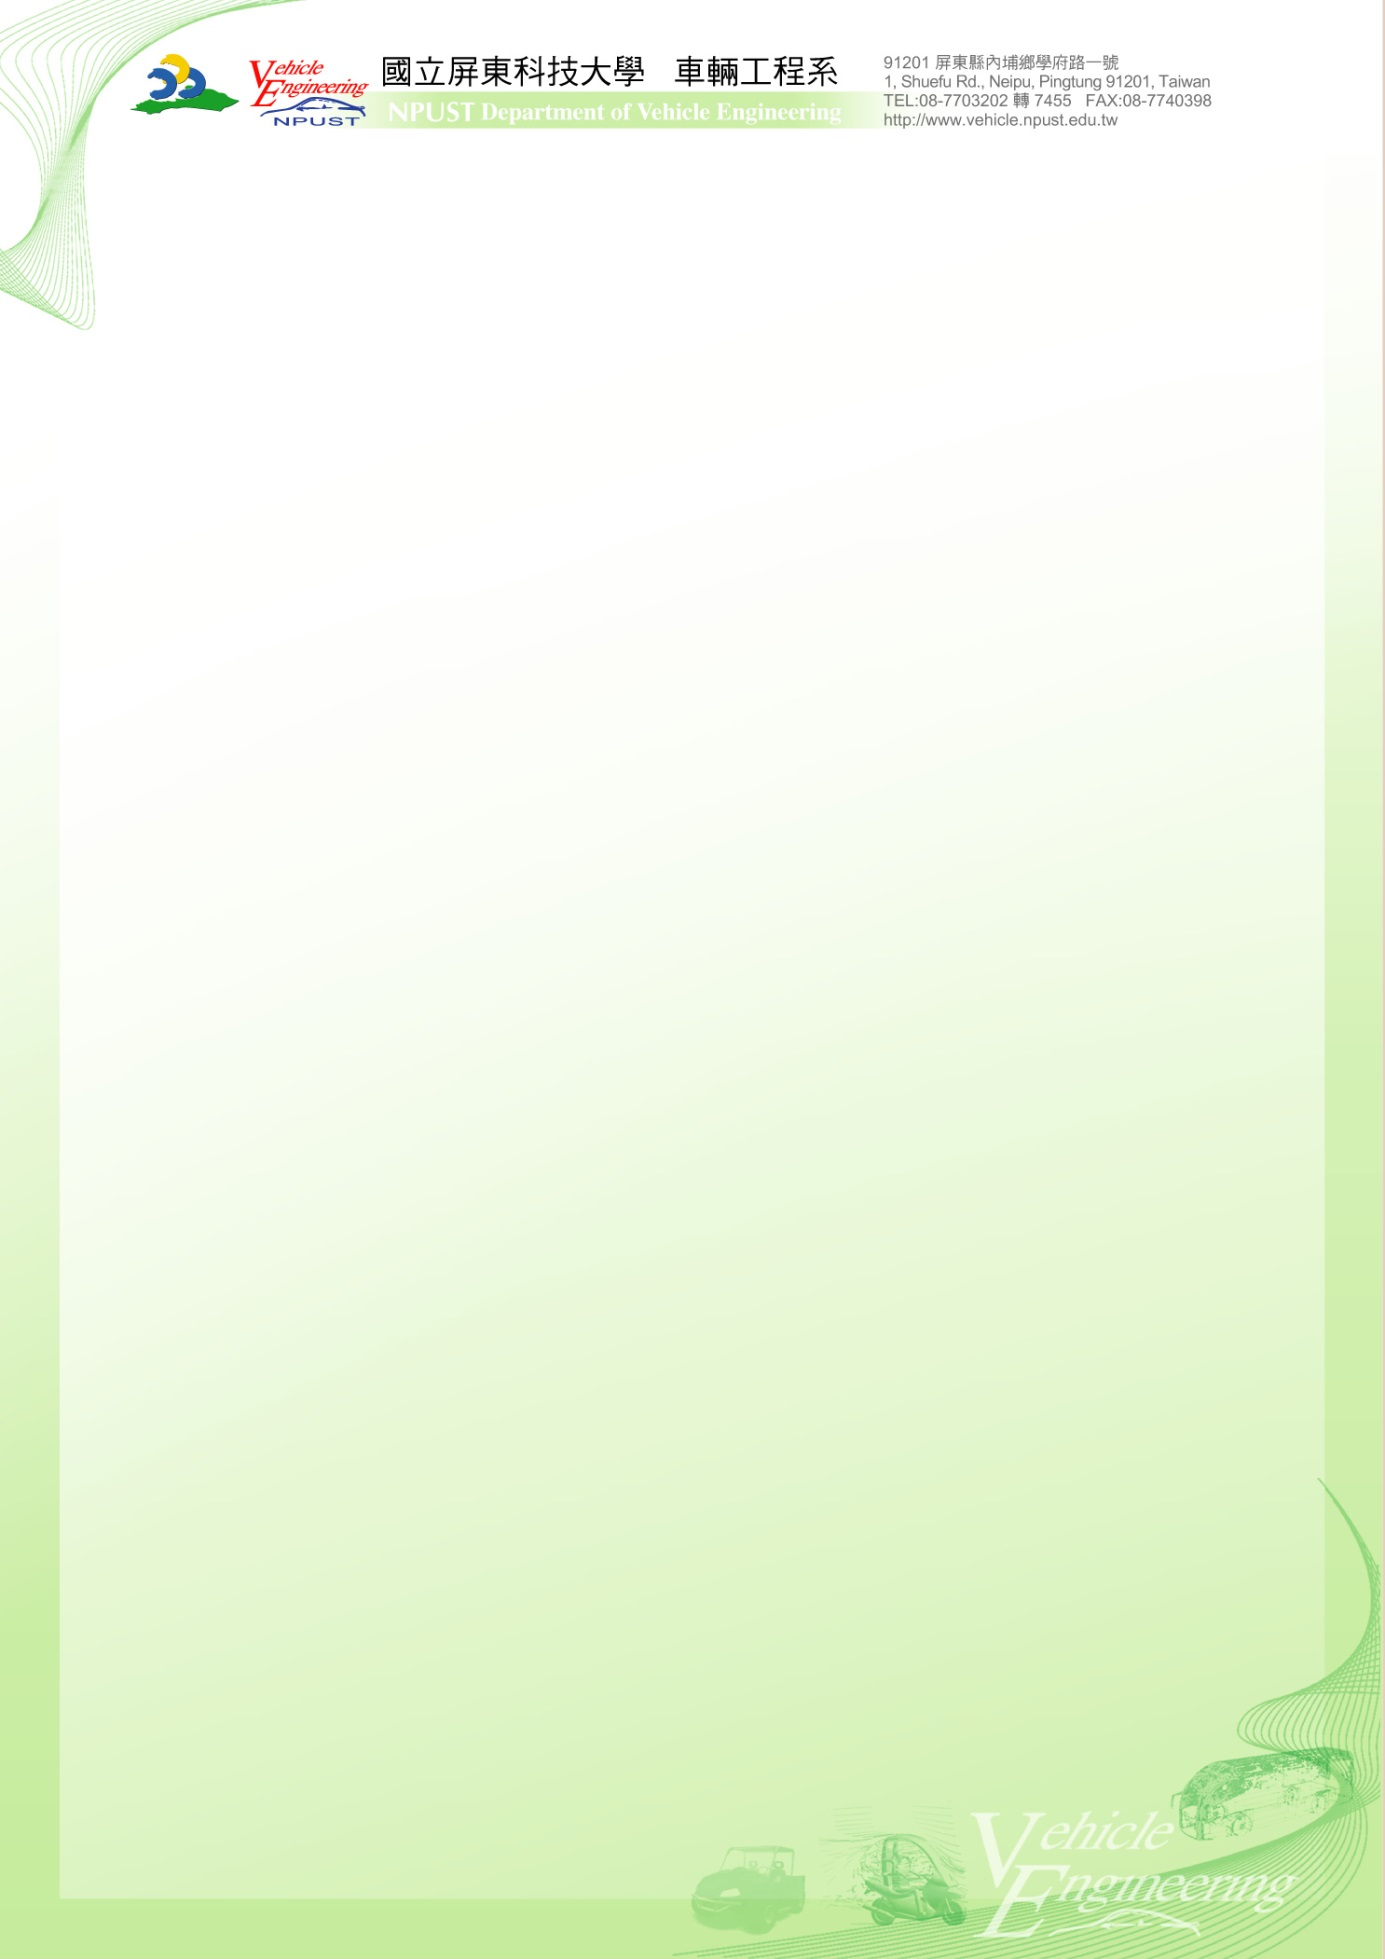 Vehicle
Engineering
NPUST
國立屏東科技大學 車輛工程系
NPUST Department of Vehicle Engineering
91201 屏東縣內埔鄉學府路一號
1, Shuefu Rd., Neipu, Pingtung 91201, Taiwan
TEL:08-7703202 轉 7455 FAX:08-7740398
http://www.vehicle.npust.edu.tw
Vehicle
Engineering